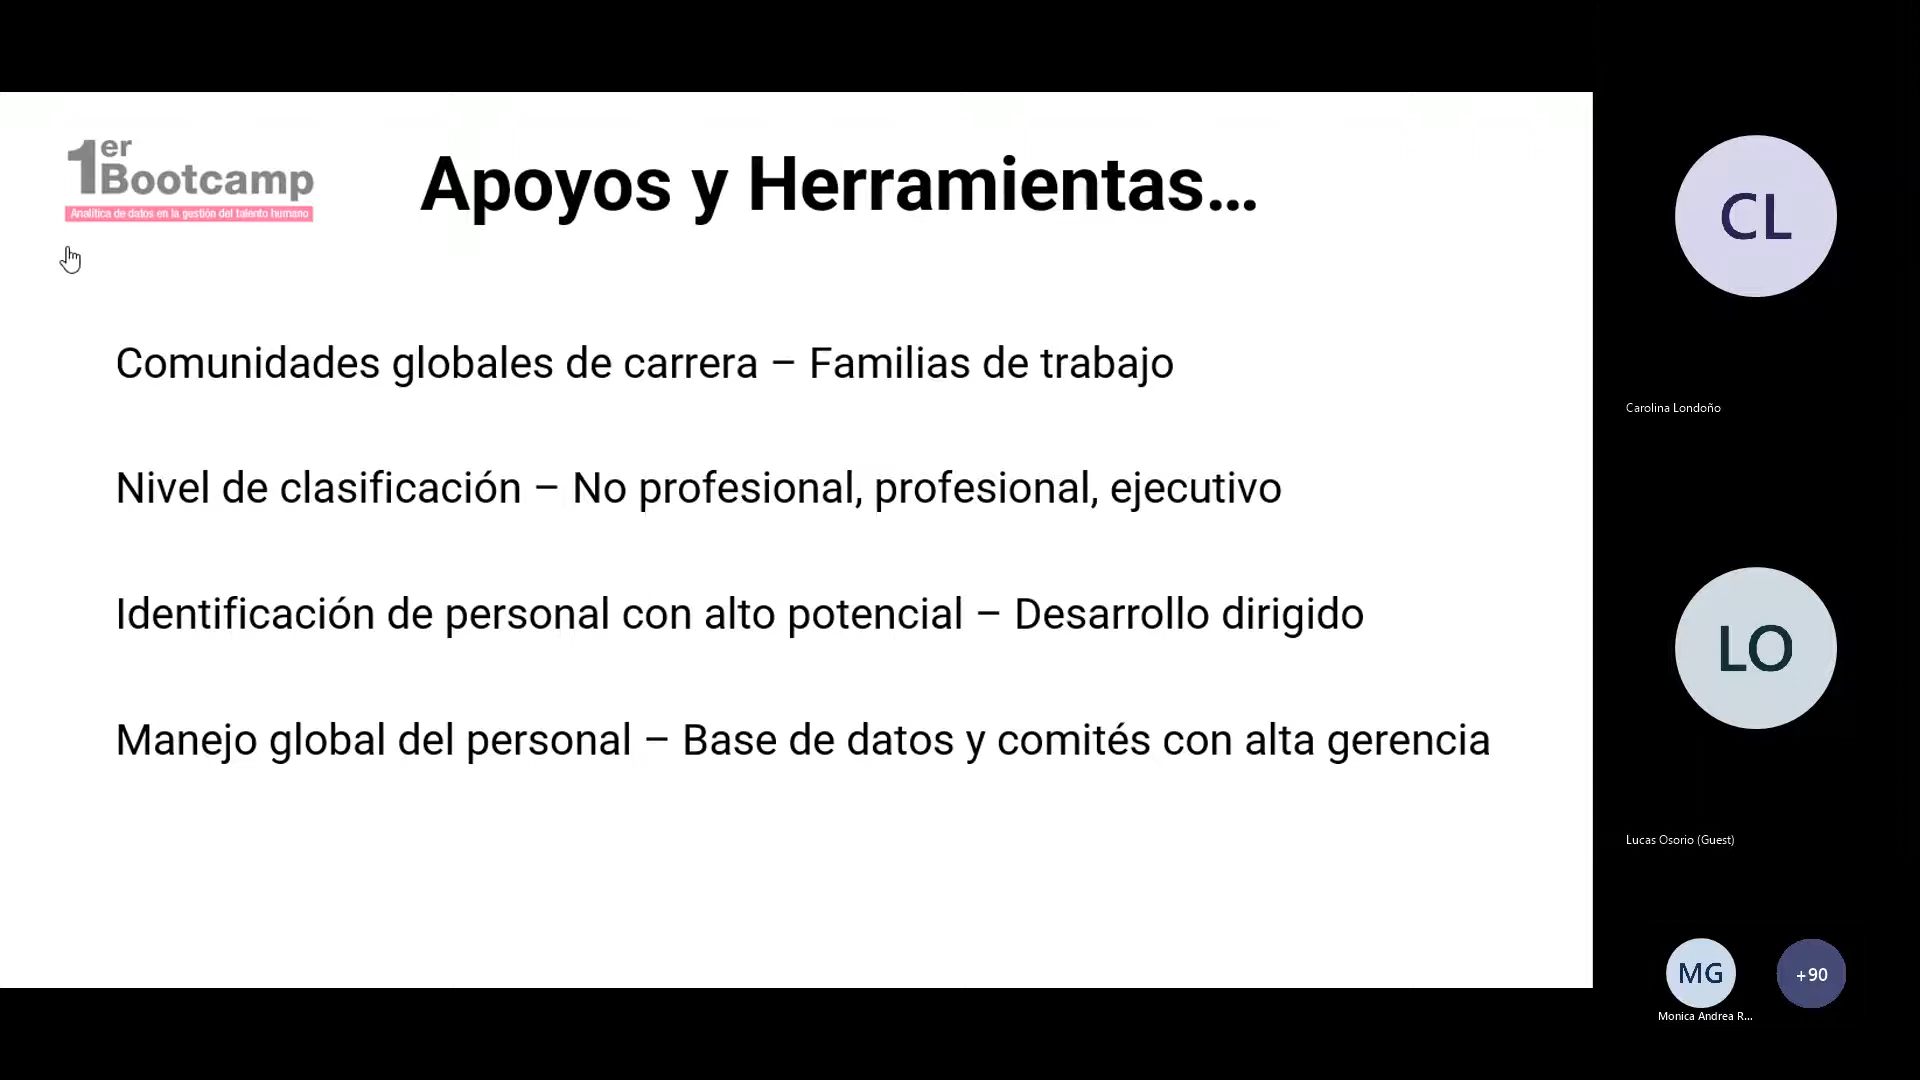 1er
Bootcamp
Analítica de datos en la gestión del talento humano
Apoyos y Herramientas...
Comunidades globales de carrera – Familias de trabajo
Nivel de clasificación – No profesional, profesional, ejecutivo
Identificación de personal con alto potencial – Desarrollo dirigido
Manejo global del personal – Base de datos y comités con alta gerencia
CL
Carolina Londoño
LO
Lucas Osorio (Guest)
MG
+90
Monica Andrea R...